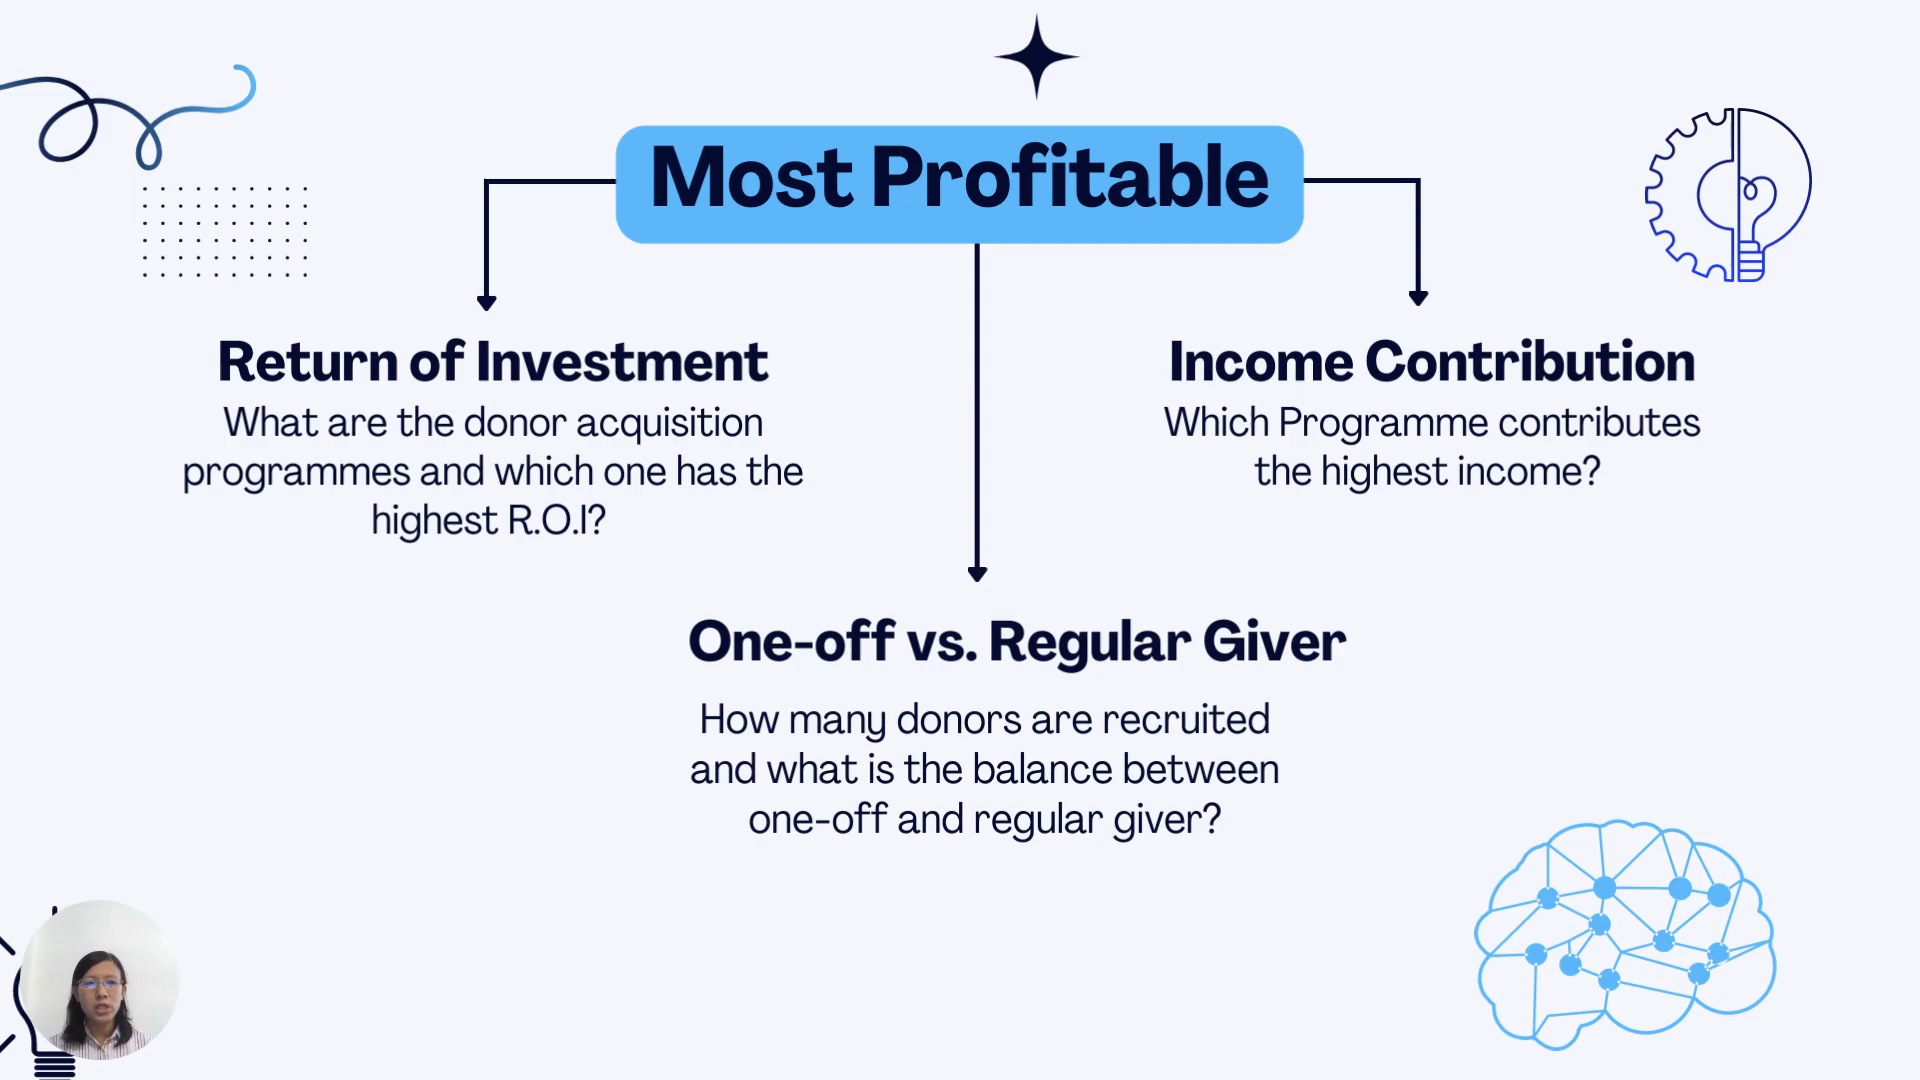 Most Profitable
Return of Investment
What are the donor acquisition
programmes and which one has the
highest R.O.I?
Income Contribution
Which Programme contributes
the highest income?
One-off vs. Regular Giver
How many donors are recruited
and what is the balance between
one-off and regular giver?